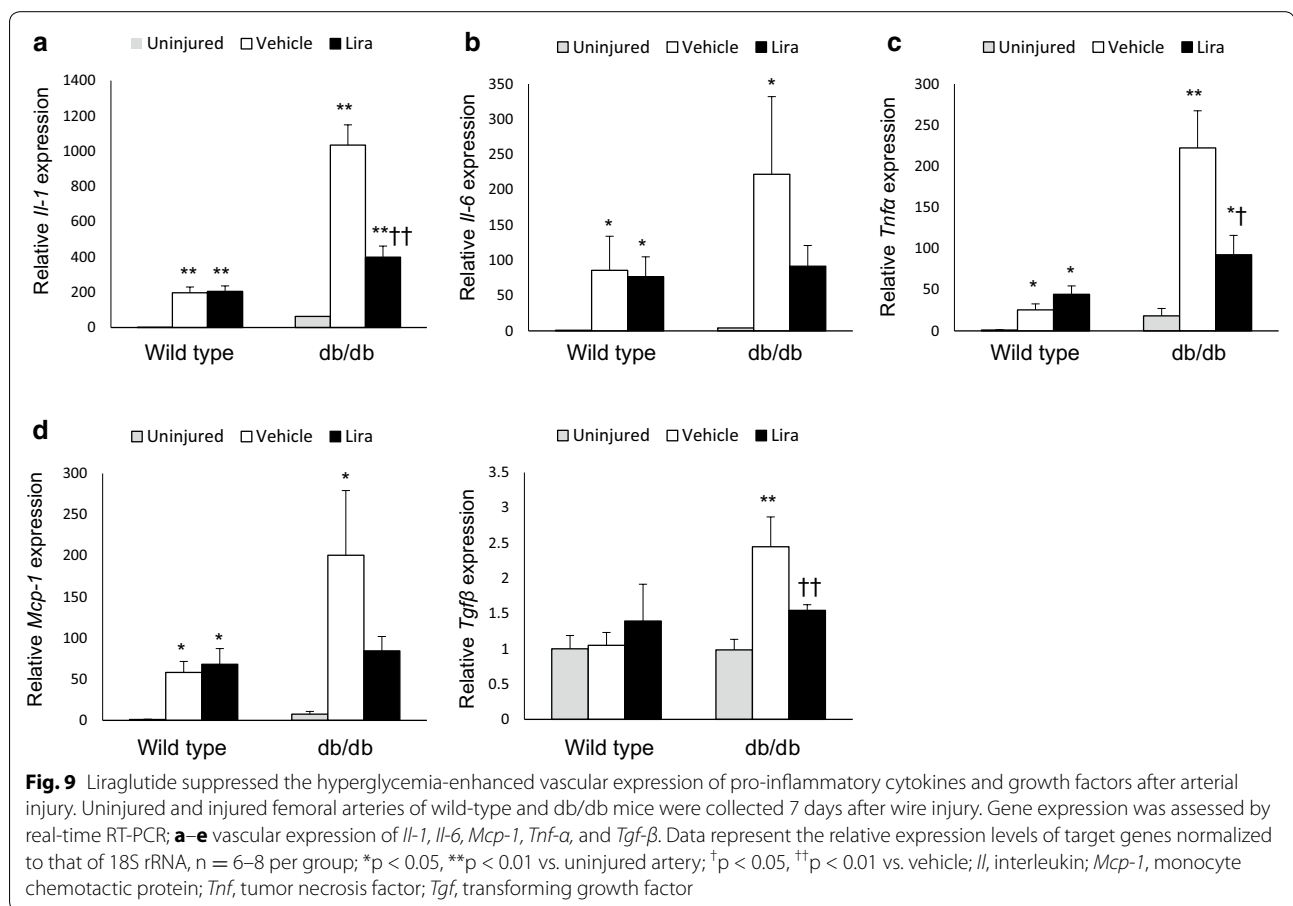 a
Uninjured Vehicle Lira
Relative Il-1 expression
1400
1200
1000
800
600
400
200
0
** **
**
**††
Wild type db/db
b
Uninjured Vehicle Lira
Relative Il-6 expression
350
300
250
200
150
100
50
0
* *
*
Wild type db/db
c
Uninjured Vehicle Lira
Relative Tnfα expression
300
250
200
150
100
50
0
* *
**
*†
Wild type db/db
d
Uninjured Vehicle Lira
Relative Mcp-1 expression
300
250
200
150
100
50
0
* *
*
Wild type db/db
Uninjured Vehicle Lira
Relative Tgfβ expression
3.5
3
2.5
2
1.5
1
0.5
0
**
††
Wild type db/db
Fig. 9 Liraglutide suppressed the hyperglycemia-enhanced vascular expression of pro-inflammatory cytokines and growth factors after arterial
injury. Uninjured and injured femoral arteries of wild-type and db/db mice were collected 7 days after wire injury. Gene expression was assessed by
real-time RT-PCR; a–e vascular expression of Il-1, Il-6, Mcp-1, Tnf-α, and Tgf-β. Data represent the relative expression levels of target genes normalized
to that of 18S rRNA, n = 6–8 per group; *p < 0.05, **p < 0.01 vs. uninjured artery; †p < 0.05, ††p < 0.01 vs. vehicle; Il, interleukin; Mcp-1, monocyte
chemotactic protein; Tnf, tumor necrosis factor; Tgf, transforming growth factor